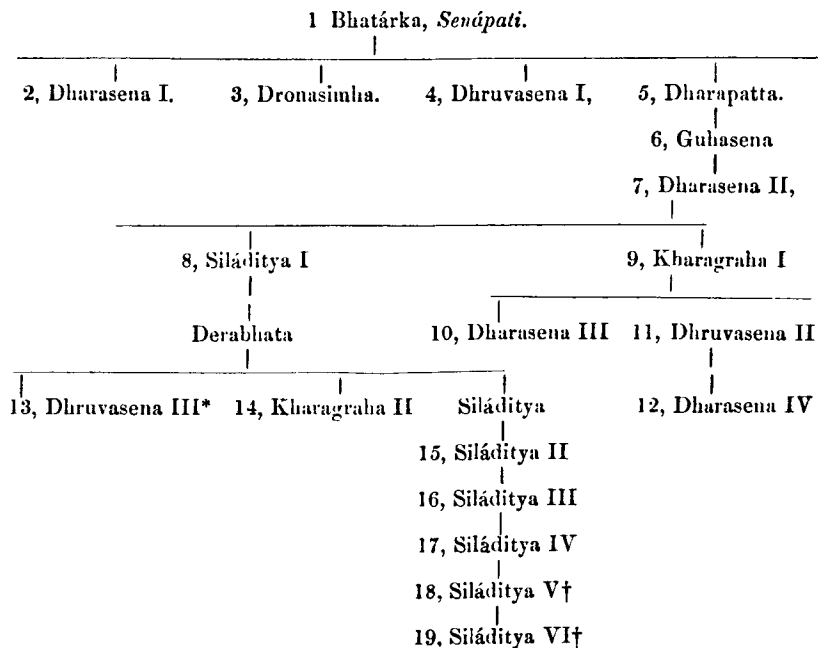 1 Bhatárka, Senápati.
2, Dharasena I. 3, Dronasimha. 4, Dhruvasena I, 5, Dharapatta.
6, Guhasena
7, Dharasena II,
8, Siláditya I 9, Kharagraha I
Derabhata 10, Dharasena III 11, Dhruvasena II
13, Dhruvasena III* 14, Kharagraha II Siláditya 12, Dharasena IV
15, Siláditya II
16, Siláditya III
17, Siláditya IV
18, Siláditya V†
19, Siláditya VI†